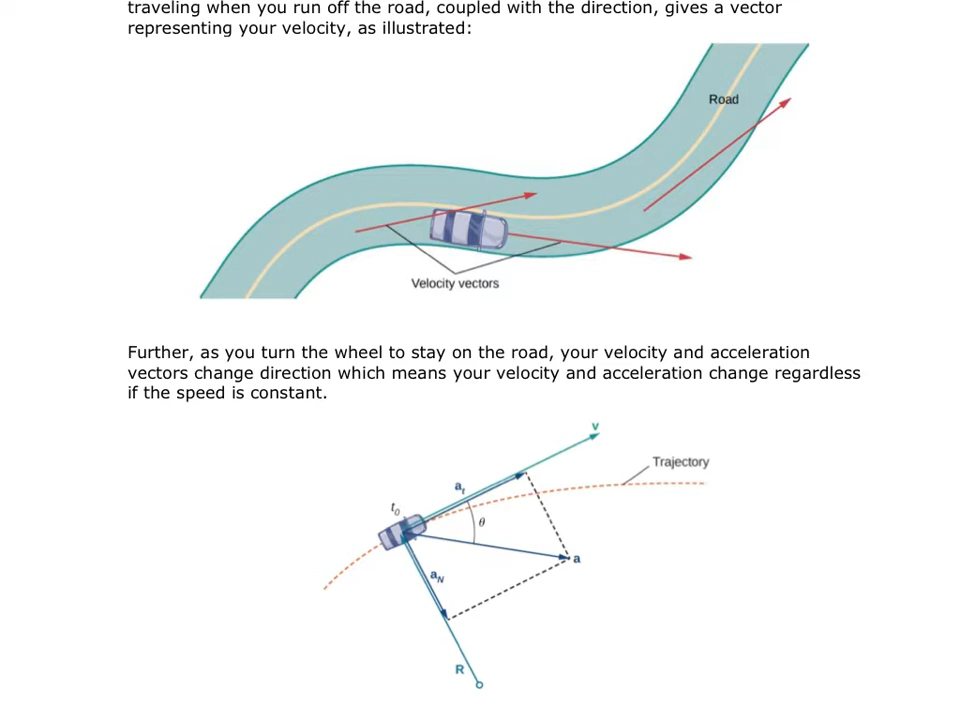 traveling when you run off the road, coupled with the direction, gives a vector
representing your velocity, as illustrated:
Road
Velocity vectors
Further, as you turn the wheel to stay on the road, your velocity and acceleration
vectors change direction which means your velocity and acceleration change regardless
if the speed is constant.
v
Trajectory
at
t0
θ
a
aN
R